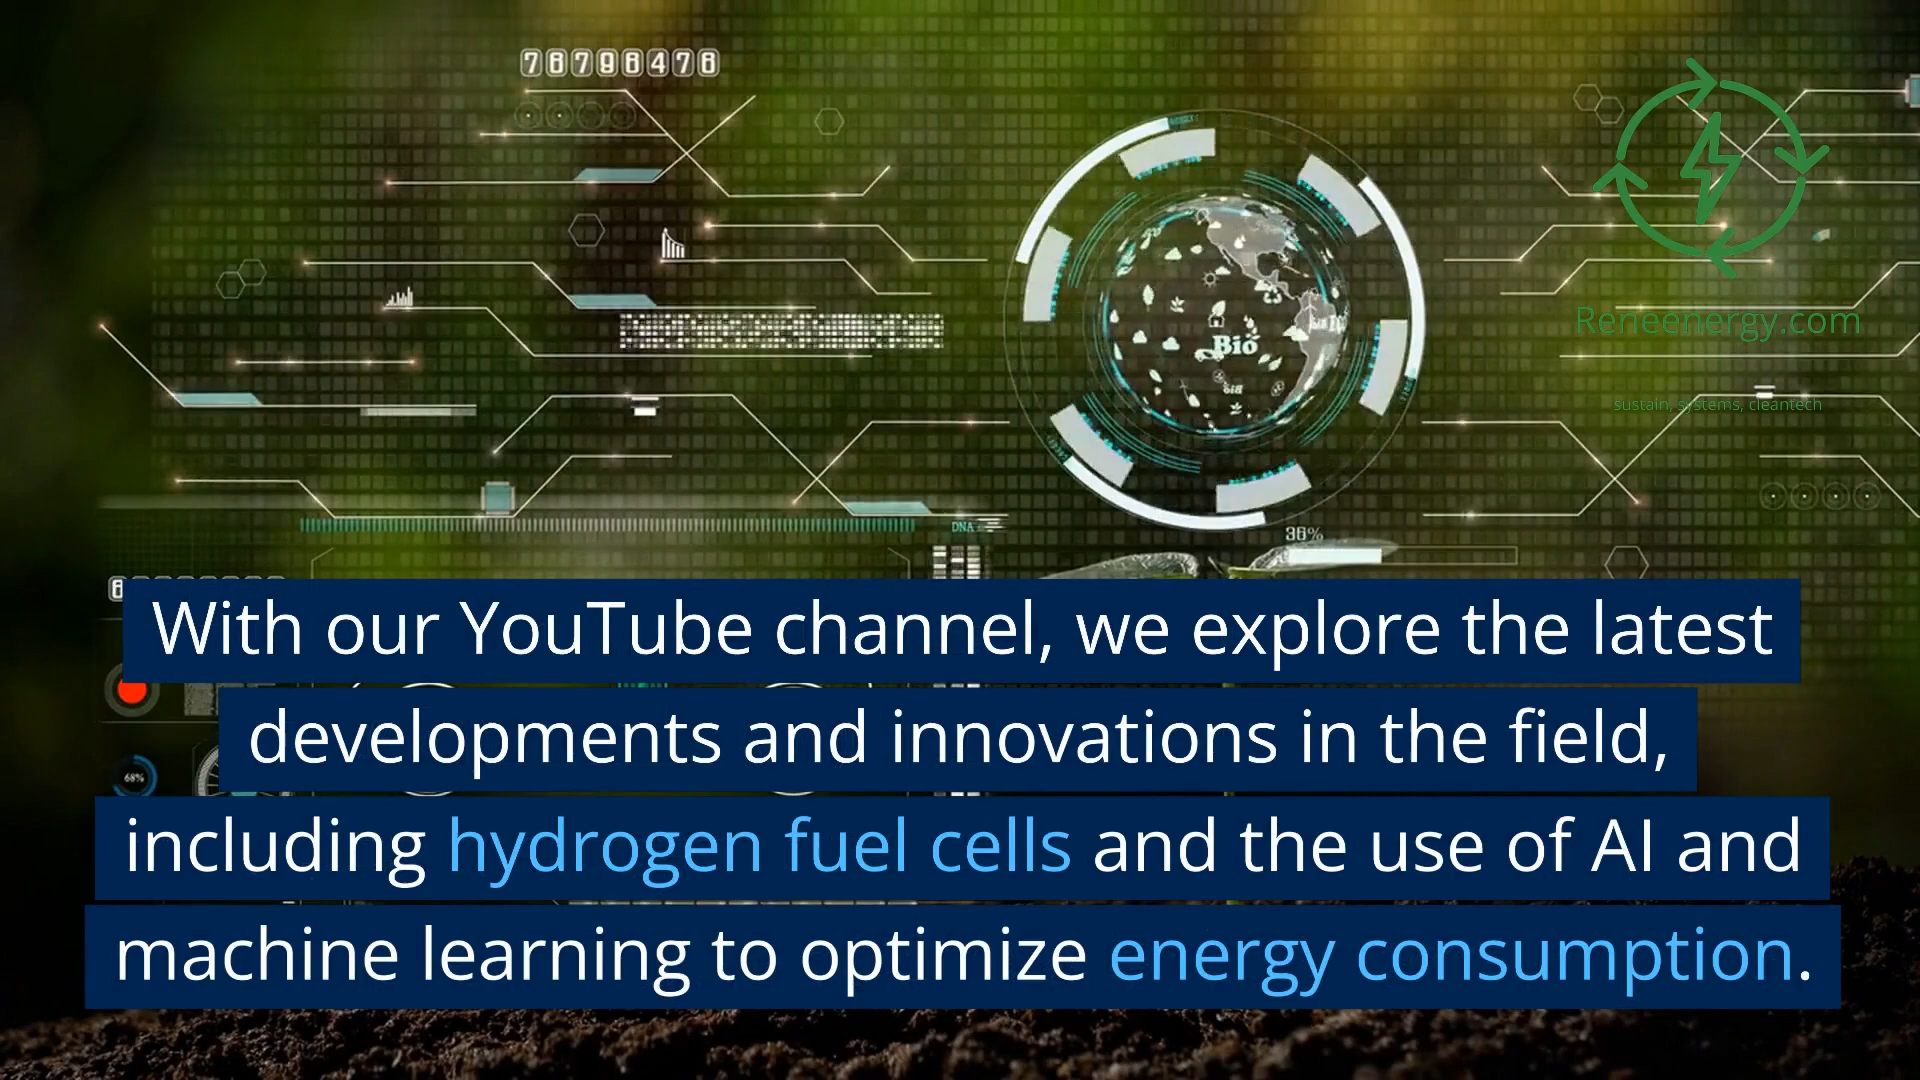 78796476
Reneenergy.com
Bio
sustain, systems, cleantech
DNA
36%
With our YouTube channel, we explore the latest
developments and innovations in the field,
68%
including hydrogen fuel cells and the use of AI and
machine learning to optimize energy consumption.